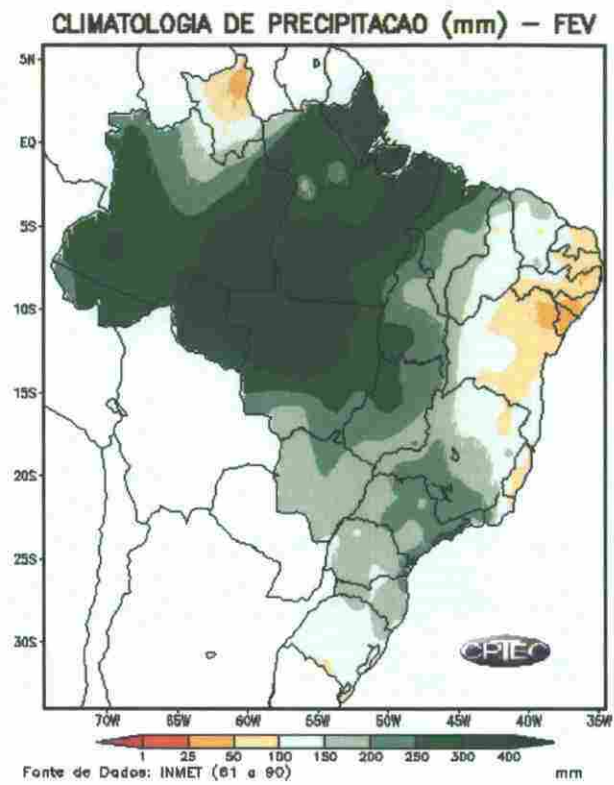 CLIMATOLOGIA DE PRECIPITACAO (mm) – FEV
5N
EQ
5S
10S
15S
20S
25S
30S
70W 65W 60W 55W 50W 45W 40W 35W
CPTEC
1 25 50 100 150 200 250 300 400
Fonte de Dados: INMET (61 a 90) mm